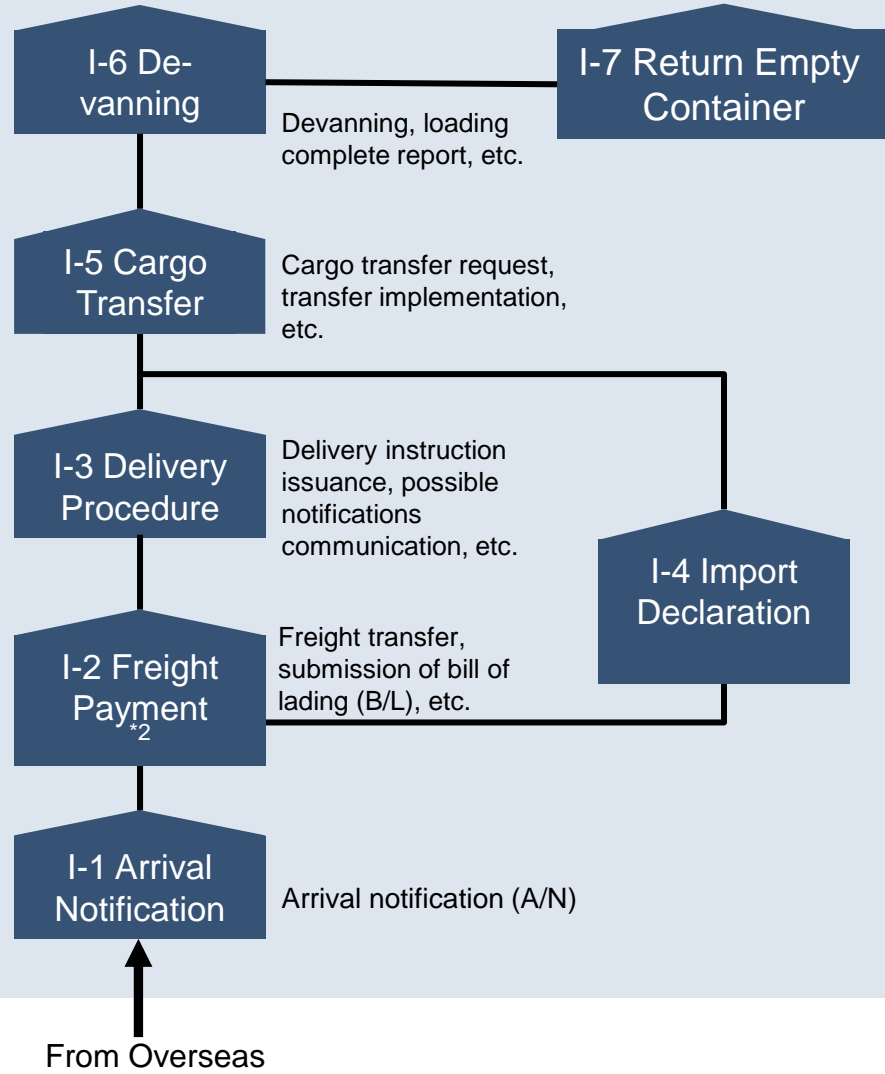 I-6 De-
vanning
I-7 Return Empty
Container
Devanning, loading
complete report, etc.
I-5 Cargo
Transfer
Cargo transfer request,
transfer implementation,
etc.
I-3 Delivery
Procedure
Delivery instruction
issuance, possible
notifications
communication, etc.
I-4 Import
Declaration
I-2 Freight
Payment
*2
Freight transfer,
submission of bill of
lading (B/L), etc.
I-1 Arrival
Notification
Arrival notification (A/N)
From Overseas